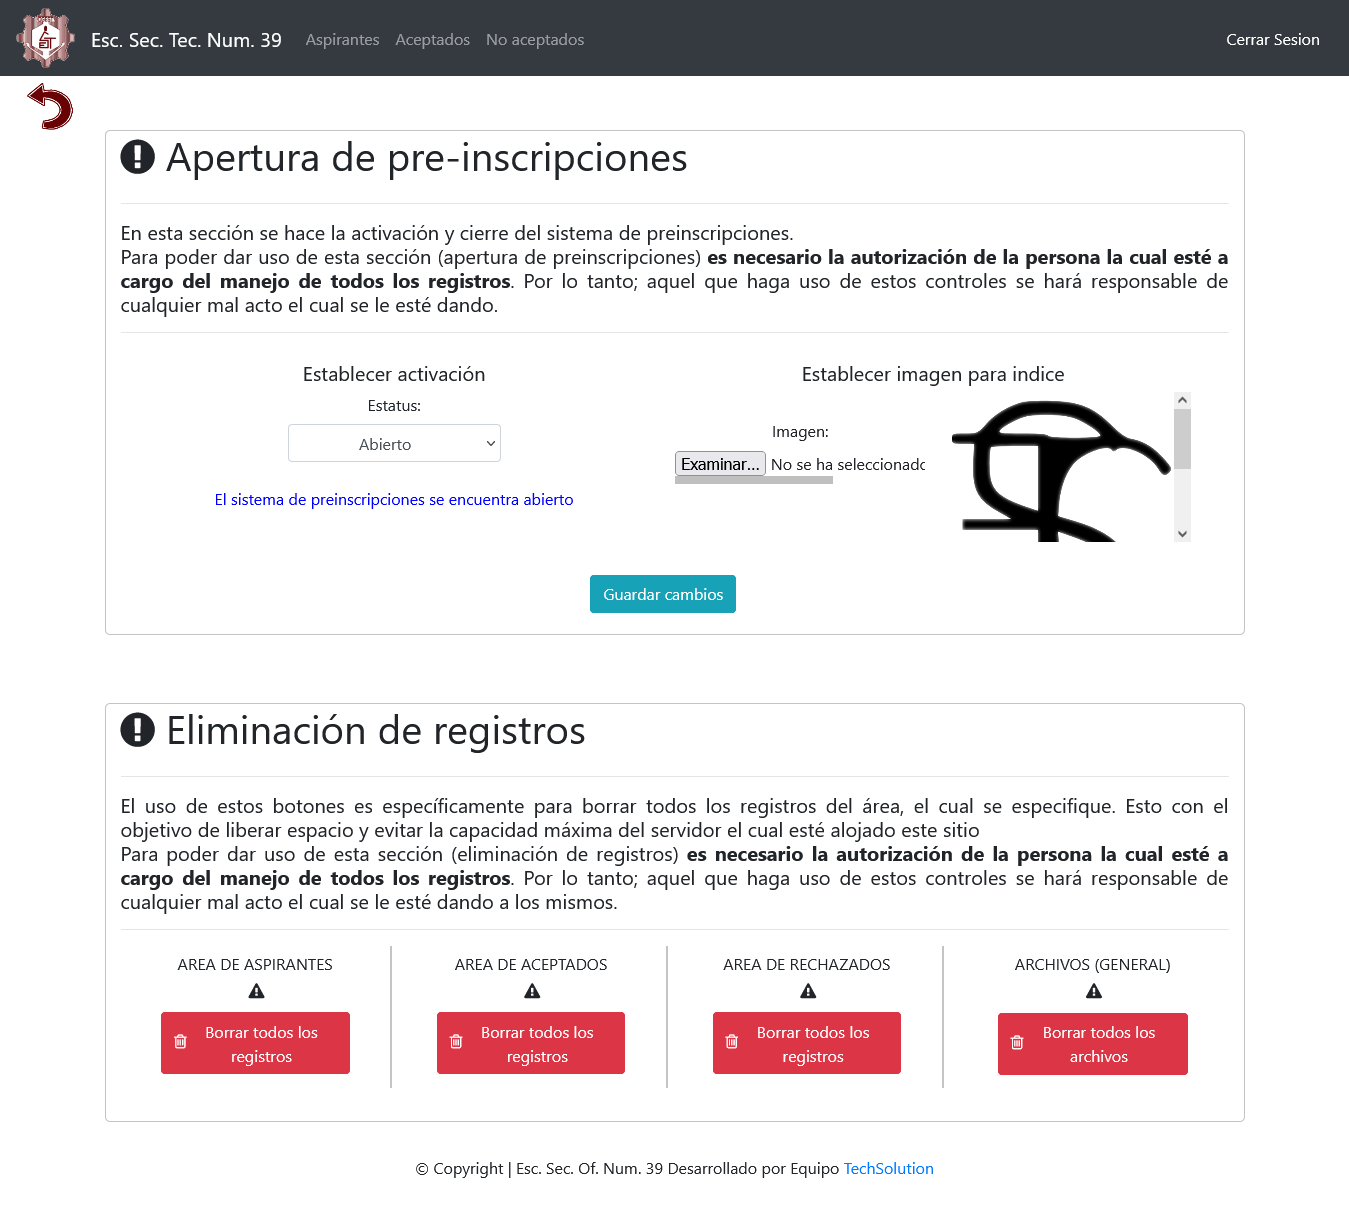 Esc. Sec. Tec. Num. 39 Aspirantes Aceptados No aceptados Cerrar Sesion
Apertura de pre-inscripciones
En esta sección se hace la activación y cierre del sistema de preinscripciones.
Para poder dar uso de esta sección (apertura de preinscripciones) es necesario la autorización de la persona la cual esté a
cargo del manejo de todos los registros. Por lo tanto; aquel que haga uso de estos controles se hará responsable de
cualquier mal acto el cual se le esté dando.
Establecer activación
Estatus:
Abierto
El sistema de preinscripciones se encuentra abierto
Establecer imagen para indice
Imagen:
Examinar... No se ha seleccionado
Guardar cambios
Eliminación de registros
El uso de estos botones es específicamente para borrar todos los registros del área, el cual se especifique. Esto con el
objetivo de liberar espacio y evitar la capacidad máxima del servidor el cual esté alojado este sitio
Para poder dar uso de esta sección (eliminación de registros) es necesario la autorización de la persona la cual esté a
cargo del manejo de todos los registros. Por lo tanto; aquel que haga uso de estos controles se hará responsable de
cualquier mal acto el cual se le esté dando a los mismos.
AREA DE ASPIRANTES
Borrar todos los
registros
AREA DE ACEPTADOS
Borrar todos los
registros
AREA DE RECHAZADOS
Borrar todos los
registros
ARCHIVOS (GENERAL)
Borrar todos los
archivos
© Copyright | Esc. Sec. Of. Num. 39 Desarrollado por Equipo TechSolution